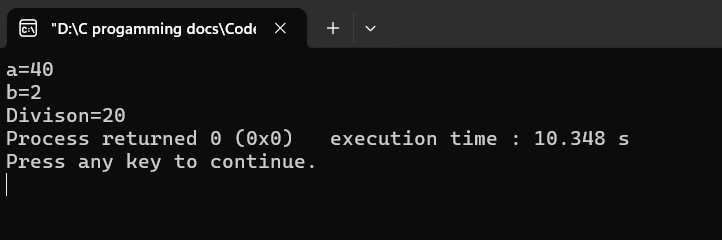 "D:\C progamming docs\Code
a=40
b=2
Divison=20
Process returned 0 (0x0)   execution time : 10.348 s
Press any key to continue.